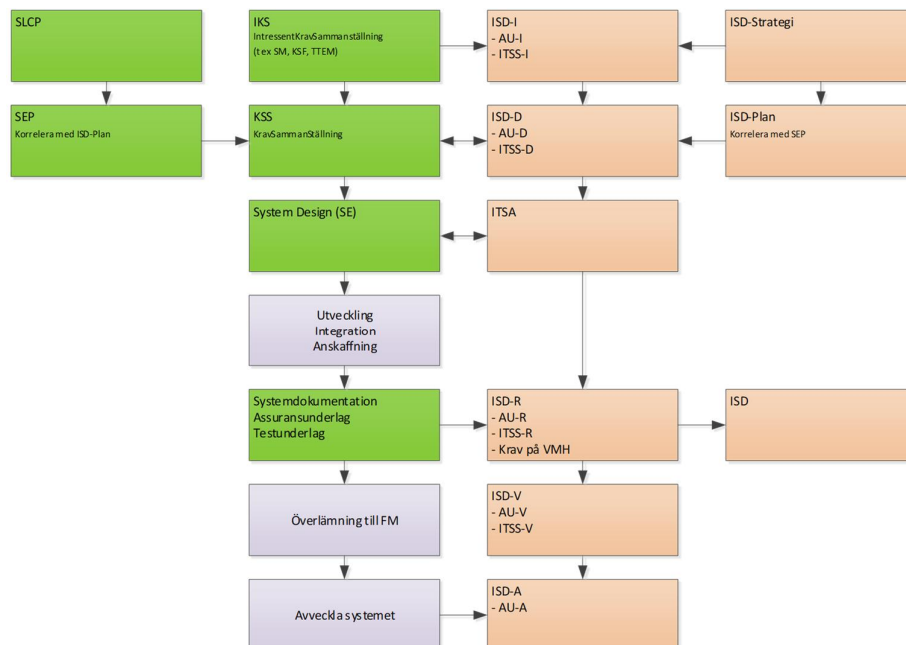 SLCP
IKS
IntressentKravSammanställning
(t ex SM, KSF, TTEM)
ISD-I
- AU-I
- ITSS-I
ISD-Strategi
SEP
Korrelera med ISD-Plan
KSS
KravSammanStällning
ISD-D
- AU-D
- ITSS-D
ISD-Plan
Korrelera med SEP
System Design (SE)
ITSA
Utveckling
Integration
Anskaffning
Systemdokumentation
Assuransunderlag
Testunderlag
ISD-R
- AU-R
- ITSS-R
- Krav på VMH
ISD
Överlämning till FM
ISD-V
- AU-V
- ITSS-V
Avveckla systemet
ISD-A
- AU-A